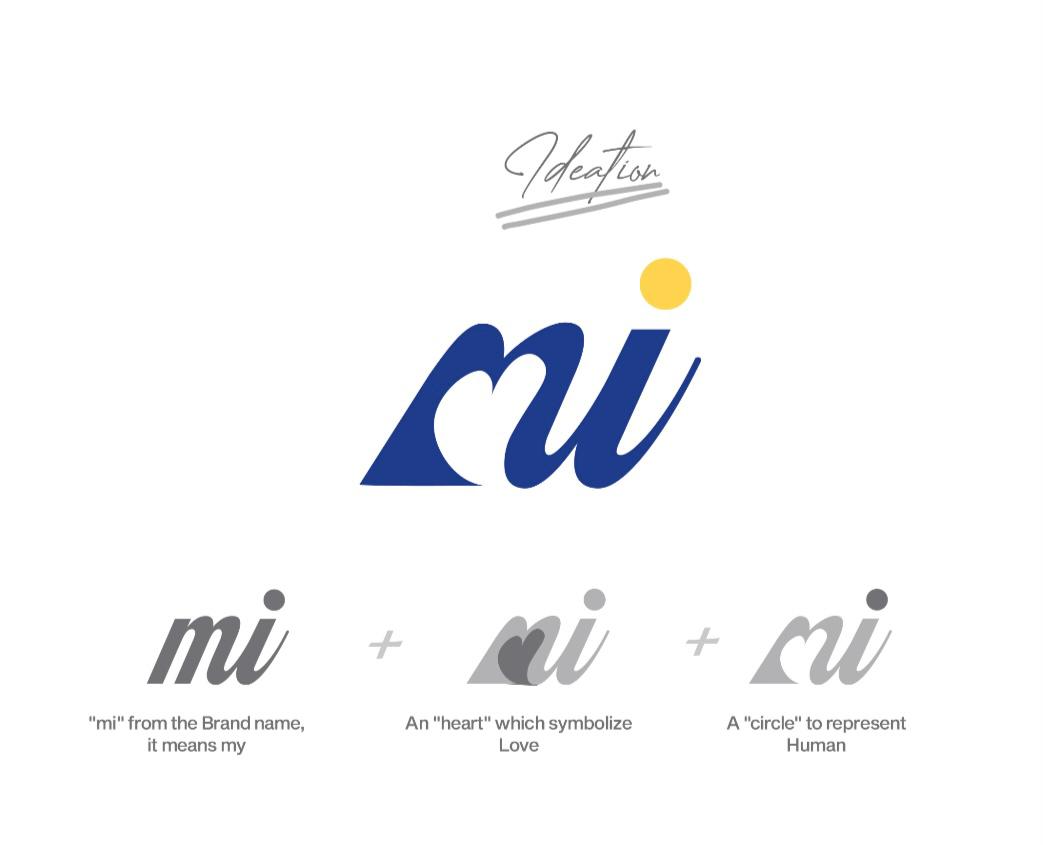 Ideation
mi
mi + mi + mi
"mi" from the Brand name,
it means my
An "heart" which symbolize
Love
A "circle" to represent
Human